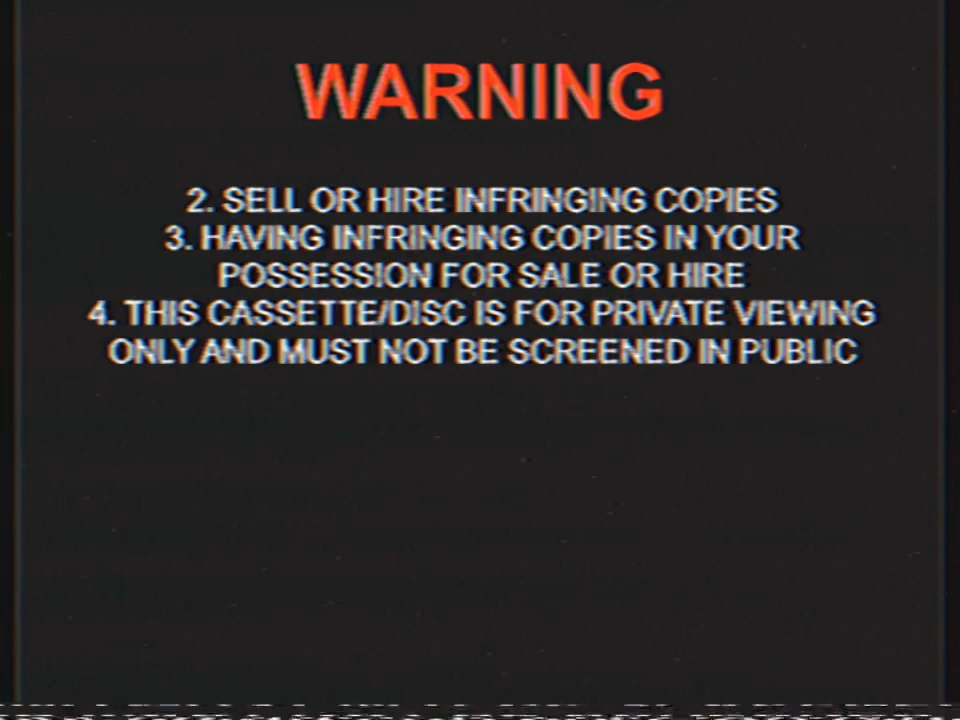 WARNING
2. SELL OR HIRE INFRINGING COPIES
3. HAVING INFRINGING COPIES IN YOUR
POSSESSION FOR SALE OR HIRE
4. THIS CASSETTE/DISC IS FOR PRIVATE VIEWING
ONLY AND MUST NOT BE SCREENED IN PUBLIC